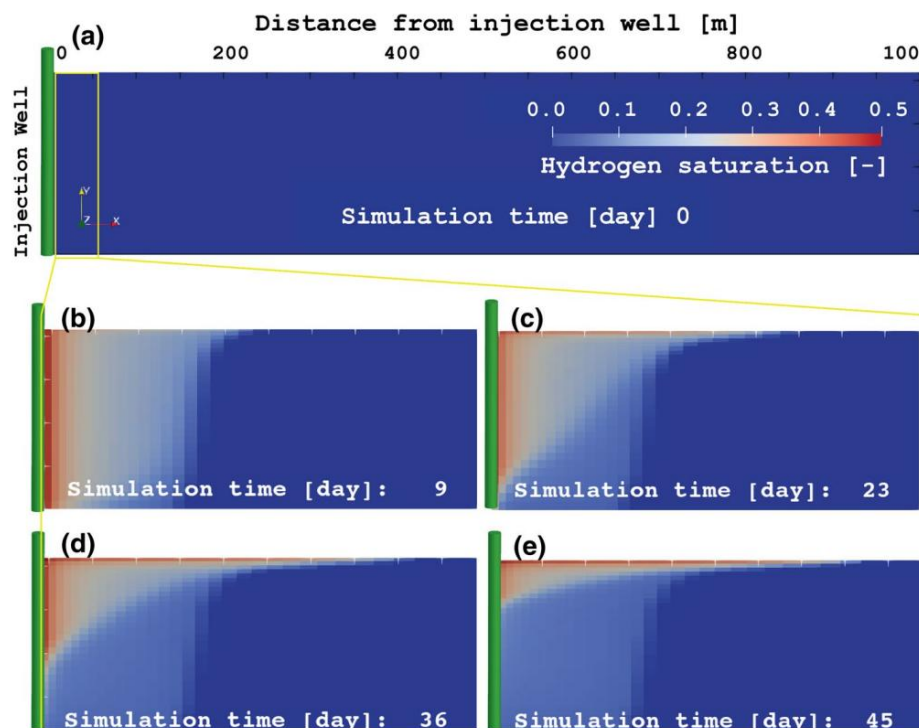 Distance from injection well [m]
(a)
0 200 400 600 800 100
Injection Well
0.0 0.1 0.2 0.3 0.4 0.5
Hydrogen saturation [-]
Y
Z X
Simulation time [day] 0
(b)
(c)
Simulation time [day]: 9
Simulation time [day]: 23
(d)
(e)
Simulation time [day]: 36
Simulation time [day]: 45